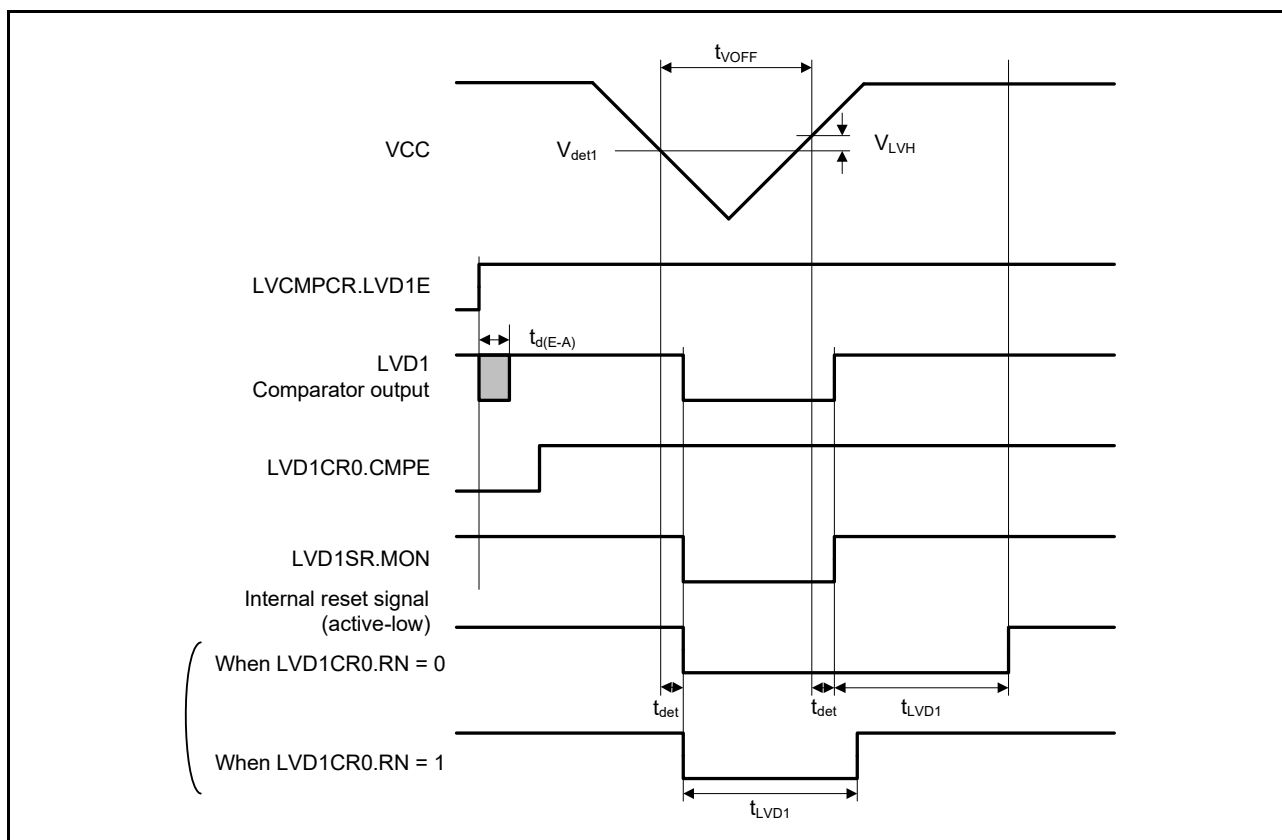 tVOFF
VCC
Vdet1
VLVH
LVCMPCR.LVD1E
td(E-A)
LVD1
Comparator output
LVD1CR0.CMPE
LVD1SR.MON
Internal reset signal
(active-low)
When LVD1CR0.RN = 0
tdet
tdet
tLVD1
When LVD1CR0.RN = 1
tLVD1